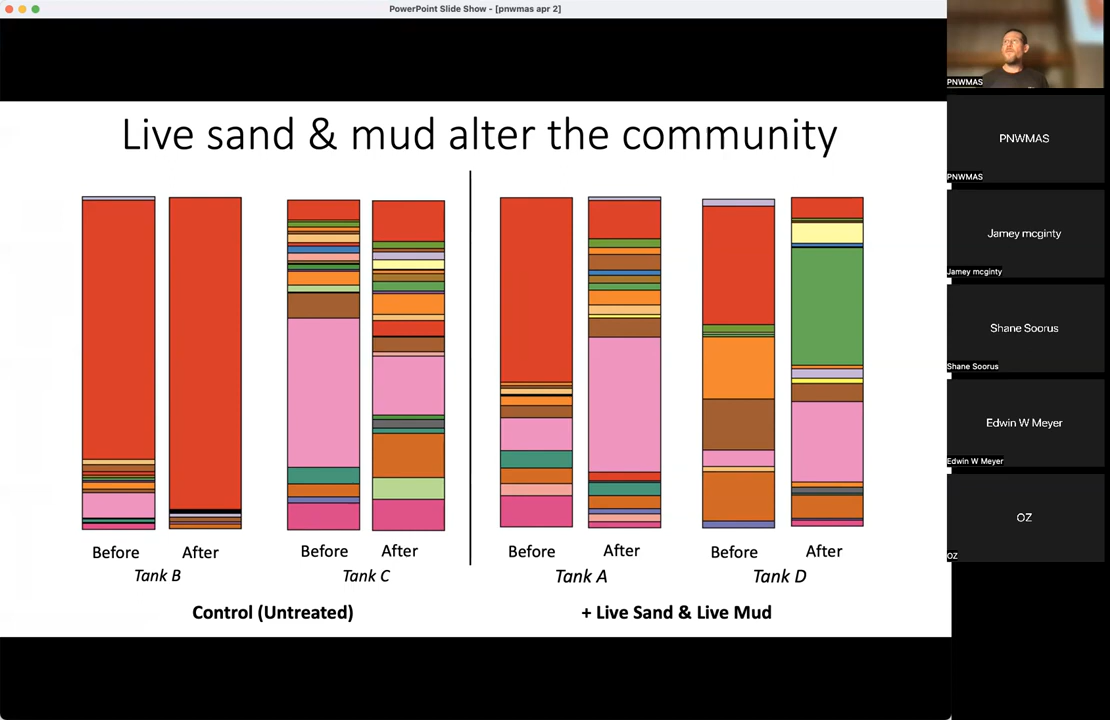 PowerPoint Slide Show - [pnwmas apr 2]
Live sand & mud alter the community
Before After Before After Before After Before After
Tank B Tank C Tank A Tank D
Control (Untreated) + Live Sand & Live Mud
PNWMAS
PNWMAS
PNWMAS
Jamey mcginty
Jamey mcginty
Shane Soorus
Shane Soorus
Edwin W Meyer
Edwin W Meyer
OZ
OZ